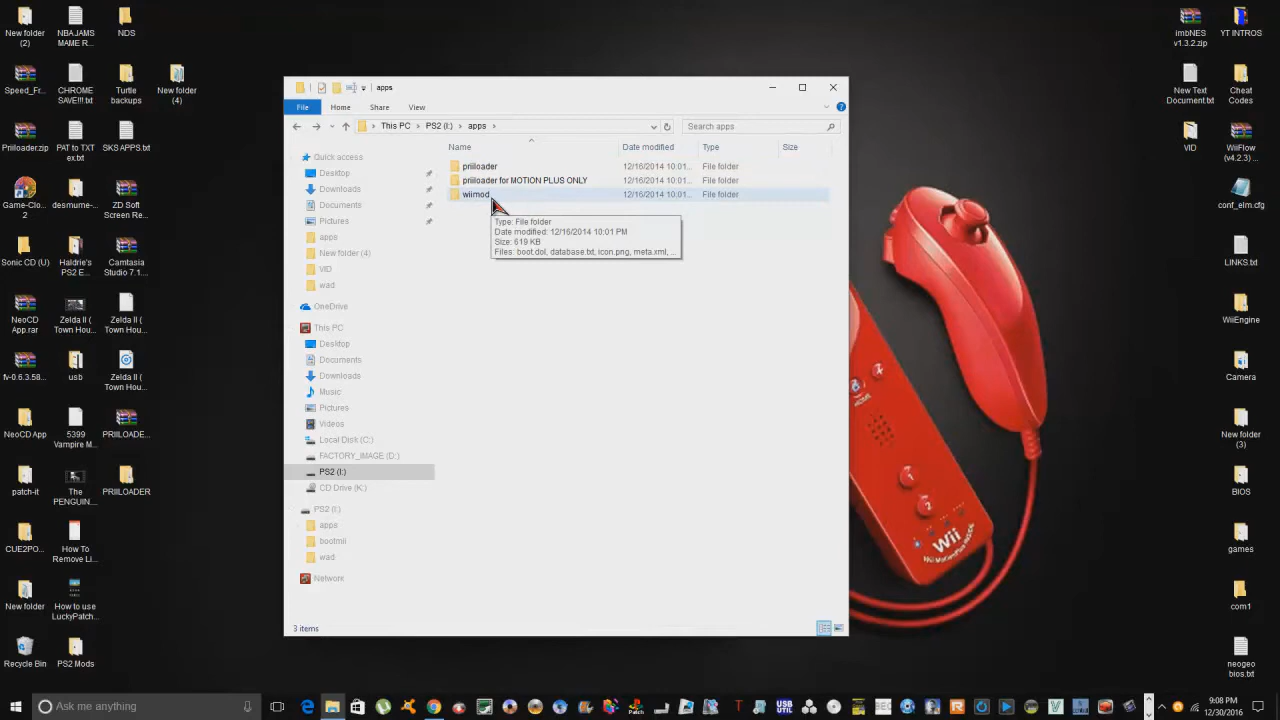 New folder (2)
NBAJAMS MAME R...
NDS
Speed_Fr...
CHROME SAVE!!!.txt
Turtle backups
New folder (4)
Priiloader.zip
PAT to TXT ex.txt
SKS APPS.txt
Game-Clo... 2
desmume-...
ZD Soft Screen Re...
Sonic CD (U)
Haldrie's PS2 E...
Camtasia Studio 7.1...
NeoCD App.rar
Zelda II ( Town Hou...
Zelda II ( Town Hou...
fv-0.6.3.58...
usb
Zelda II ( Town Hou...
NeoCD App
5399 Vampire M...
PRIILOADE...
patch-it
The PENGUIN...
PRIILOADER
CUE2PO...
How To Remove Li...
New folder
How to use LuckyPatch...
Recycle Bin
PS2 Mods
apps
File
Home
Share
View
This PC
PS2 (I:)
apps
Search apps
Name
Date modified
Type
Size
priiloader
12/16/2014 10:01...
File folder
priiloader for MOTION PLUS ONLY
12/16/2014 10:01...
File folder
wiimod
12/16/2014 10:01...
File folder
Type: File folder
Date modified: 12/16/2014 10:01 PM
Size: 619 KB
Files: boot.dol, database.txt, icon.png, meta.xml, ...
Quick access
Desktop
Downloads
Documents
Pictures
apps
New folder (4)
VID
wad
OneDrive
This PC
Desktop
Documents
Downloads
Music
Pictures
Videos
Local Disk (C:)
FACTORY_IMAGE (D:)
PS2 (I:)
CD Drive (K:)
PS2 (I:)
apps
bootmii
wad
Network
3 items
imbNES v1.3.2.zip
YT INTROS
New Text Document.txt
Cheat Codes
VID
WiiFlow (v4.2.3) ...
conf_elm.cfg
LINKS.txt
WiiEngine
Camera
New folder (3)
BIOS
games
com1
neogeo bios.txt
HOME
1
2
Wii
Ask me anything
Patch
USB
9:08 PM
12/30/2016